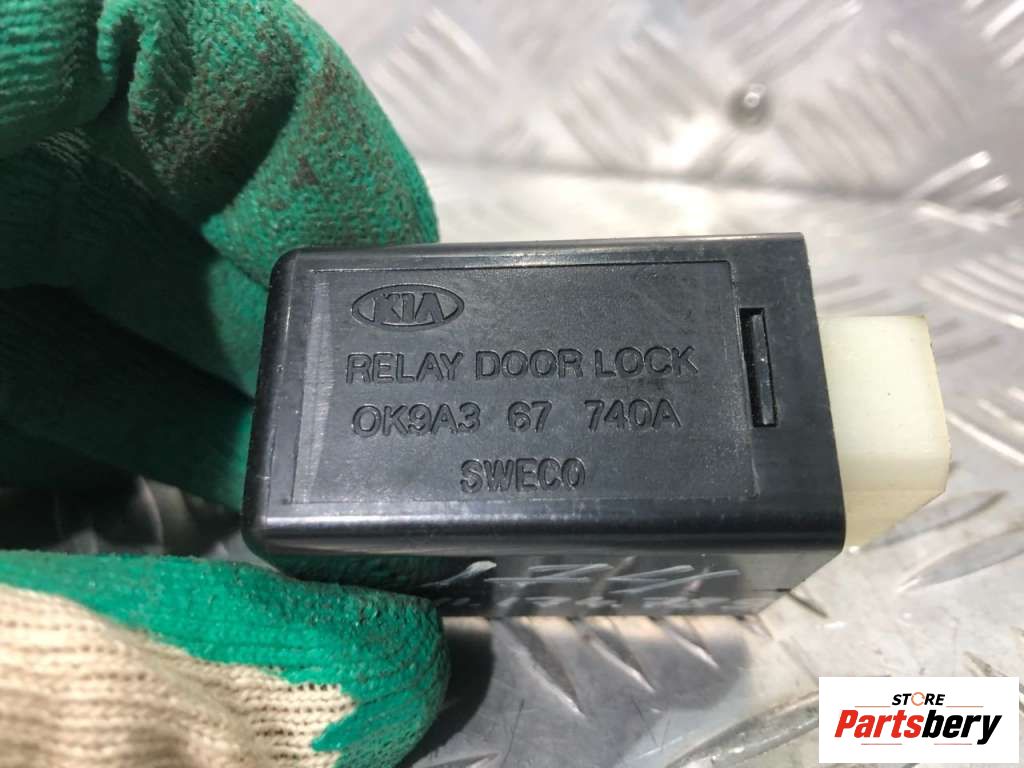 KIA
RELAY DOOR LOCK
OK9A3 67 740A
SWECO
STORE
Partsbery